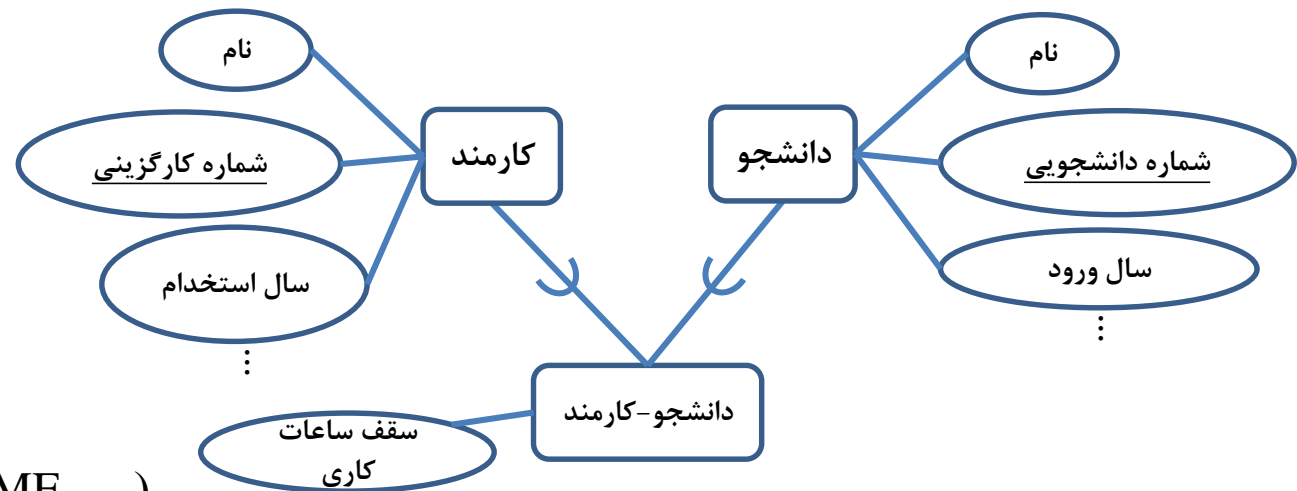 نام
نام
کارمند
دانشجو
شماره کارگزینی
شماره دانشجویی
سال استخدام
سال ورود
⋮
⋮
دانشجو-کارمند
سقف ساعات
کاری